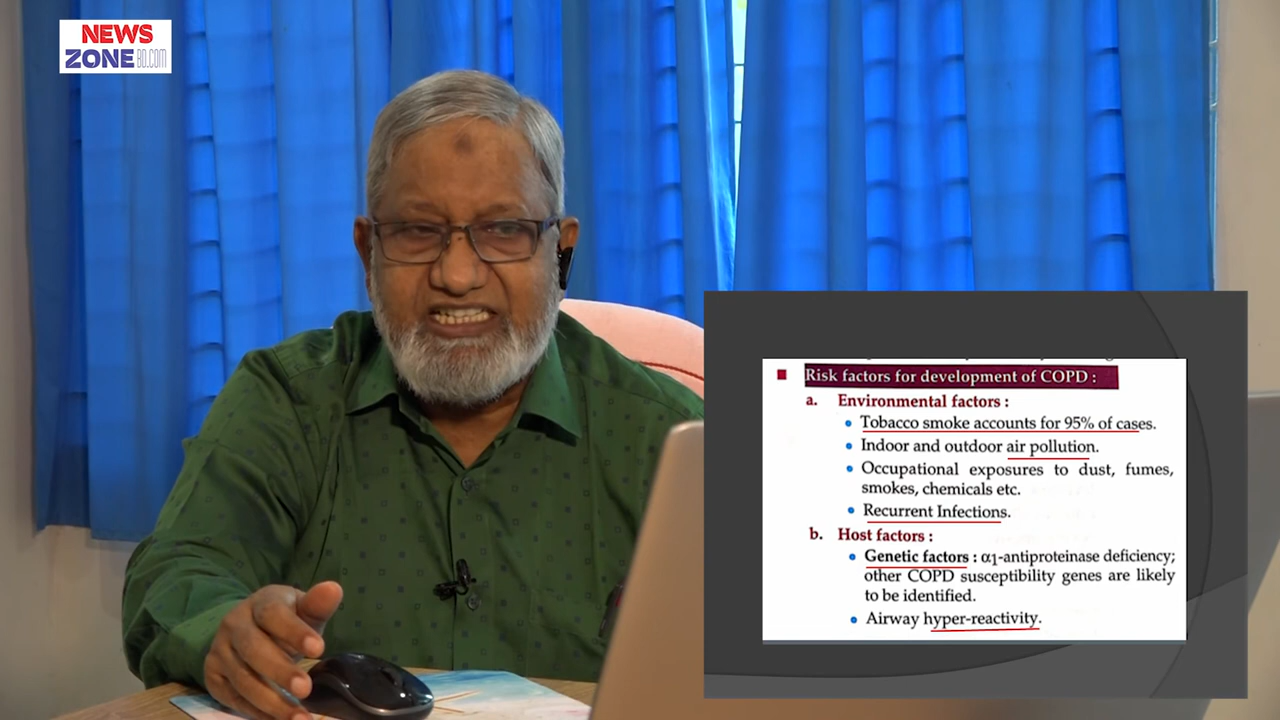 NEWS
ZONE BD.COM
Risk factors for development of COPD :
a. Environmental factors :
Tobacco smoke accounts for 95% of cases.
Indoor and outdoor air pollution.
Occupational exposures to dust, fumes,
smokes, chemicals etc.
Recurrent Infections.
b. Host factors :
Genetic factors : α1-antiproteinase deficiency;
other COPD susceptibility genes are likely
to be identified.
Airway hyper-reactivity.